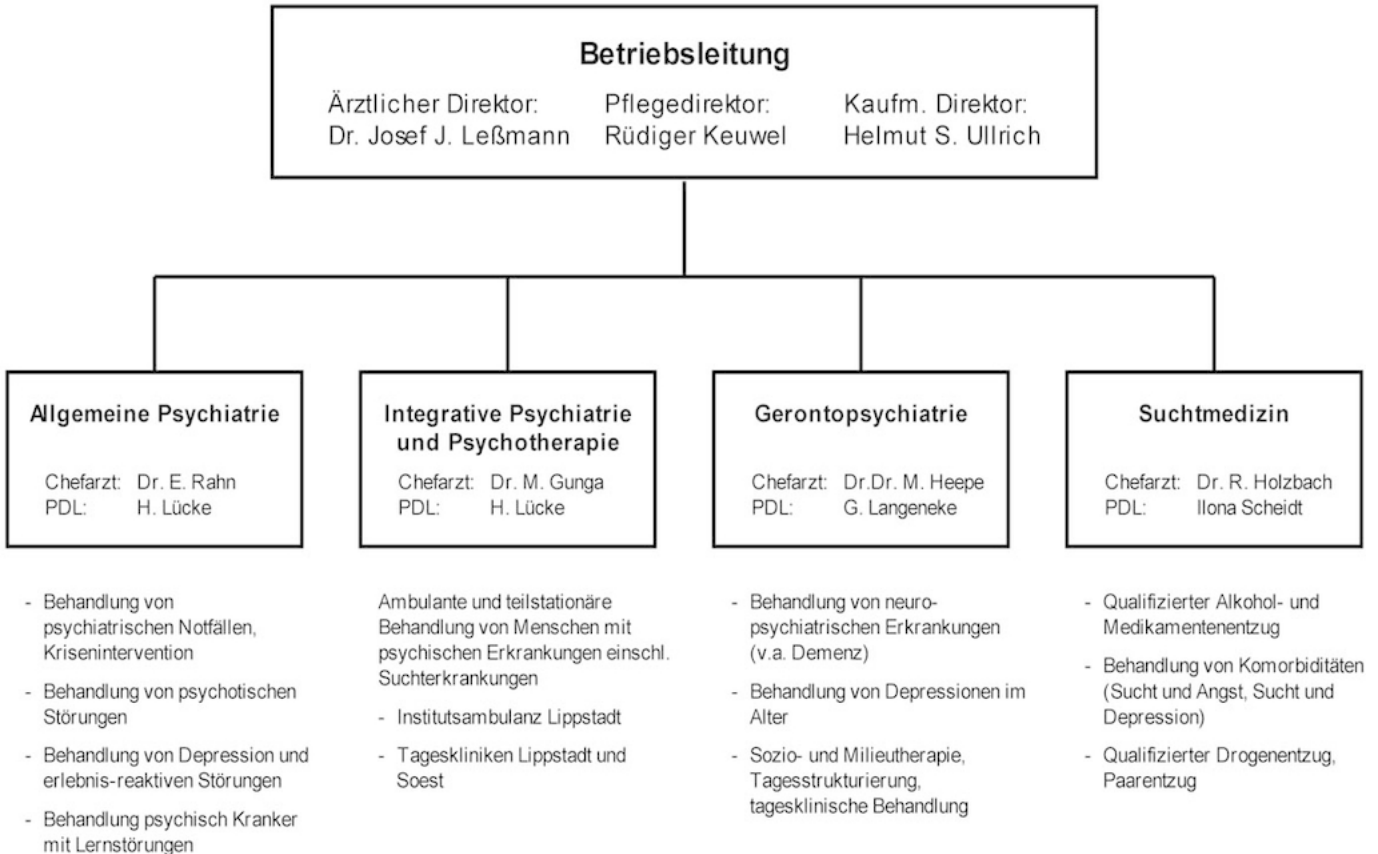 Betriebsleitung
Ärztlicher Direktor: Pflegedirektor: Kaufm. Direktor:
Dr. Josef J. Leßmann Rüdiger Keuwel Helmut S. Ullrich
Allgemeine Psychiatrie
Chefarzt: Dr. E. Rahn
PDL: H. Lücke
Integrative Psychiatrie
und Psychotherapie
Chefarzt: Dr. M. Gunga
PDL: H. Lücke
Gerontopsychiatrie
Chefarzt: Dr.Dr. M. Heepe
PDL: G. Langeneke
Suchtmedizin
Chefarzt: Dr. R. Holzbach
PDL: Ilona Scheidt
- Behandlung von
psychiatrischen Notfällen,
Krisenintervention
- Behandlung von psychotischen
Störungen
- Behandlung von Depression und
erlebnis-reaktiven Störungen
- Behandlung psychisch Kranker
mit Lernstörungen
Ambulante und teilstationäre
Behandlung von Menschen mit
psychischen Erkrankungen einschl.
Suchterkrankungen
- Institutsambulanz Lippstadt
- Tageskliniken Lippstadt und
Soest
- Behandlung von neuro-
psychiatrischen Erkrankungen
(v.a. Demenz)
- Behandlung von Depressionen im
Alter
- Sozio- und Milieutherapie,
Tagesstrukturierung,
tagesklinische Behandlung
- Qualifizierter Alkohol- und
Medikamentenentzug
- Behandlung von Komorbiditäten
(Sucht und Angst, Sucht und
Depression)
- Qualifizierter Drogenentzug,
Paarentzug